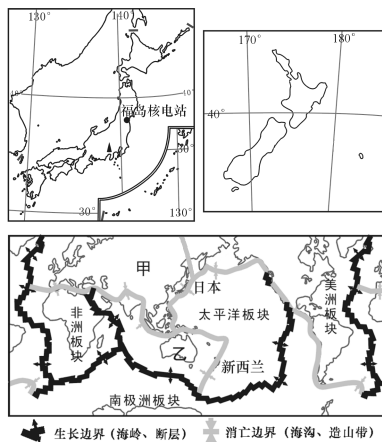 130°
140°
40°
40°
福岛核电站
30°
30°
130°
170°
180°
40°
甲
日本
太平洋板块
美洲板块
非洲板块
乙
新西兰
南极洲板块
生长边界（海岭、断层）
消亡边界（海沟、造山带）